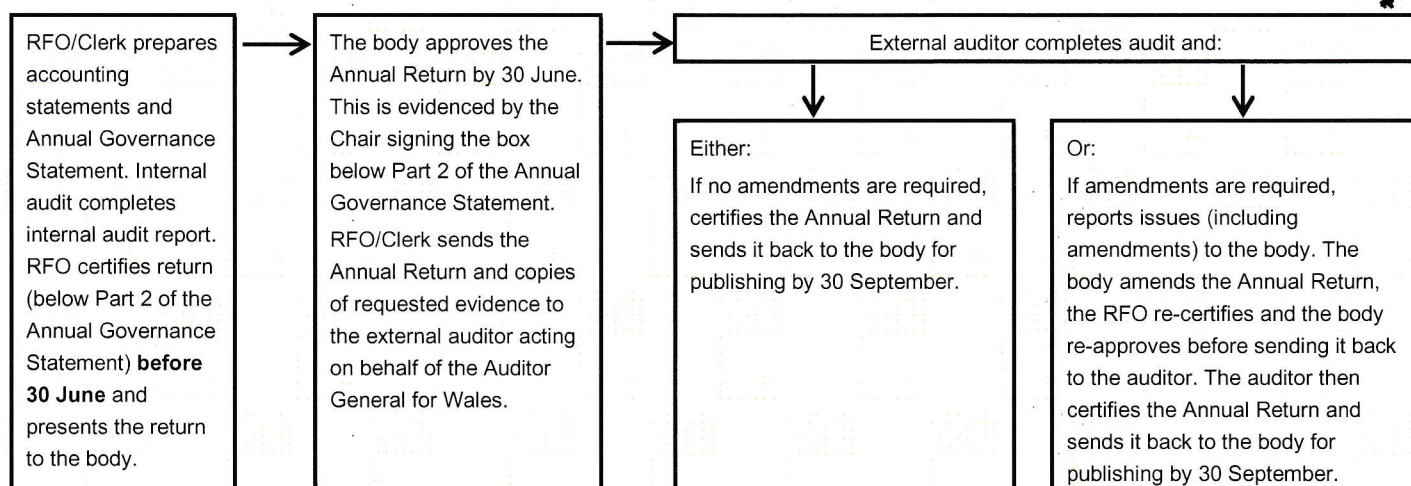 RFO/Clerk prepares
accounting
statements and
Annual Governance
Statement. Internal
audit completes
internal audit report.
RFO certifies return
(below Part 2 of the
Annual Governance
Statement) before
30 June and
presents the return
to the body.
The body approves the
Annual Return by 30 June.
This is evidenced by the
Chair signing the box
below Part 2 of the Annual
Governance Statement.
RFO/Clerk sends the
Annual Return and copies
of requested evidence to
the external auditor acting
on behalf of the Auditor
General for Wales.
External auditor completes audit and:
Either:
If no amendments are required,
certifies the Annual Return and
sends it back to the body for
publishing by 30 September.
Or:
If amendments are required,
reports issues (including
amendments) to the body. The
body amends the Annual Return,
the RFO re-certifies and the body
re-approves before sending it back
to the auditor. The auditor then
certifies the Annual Return and
sends it back to the body for
publishing by 30 September.